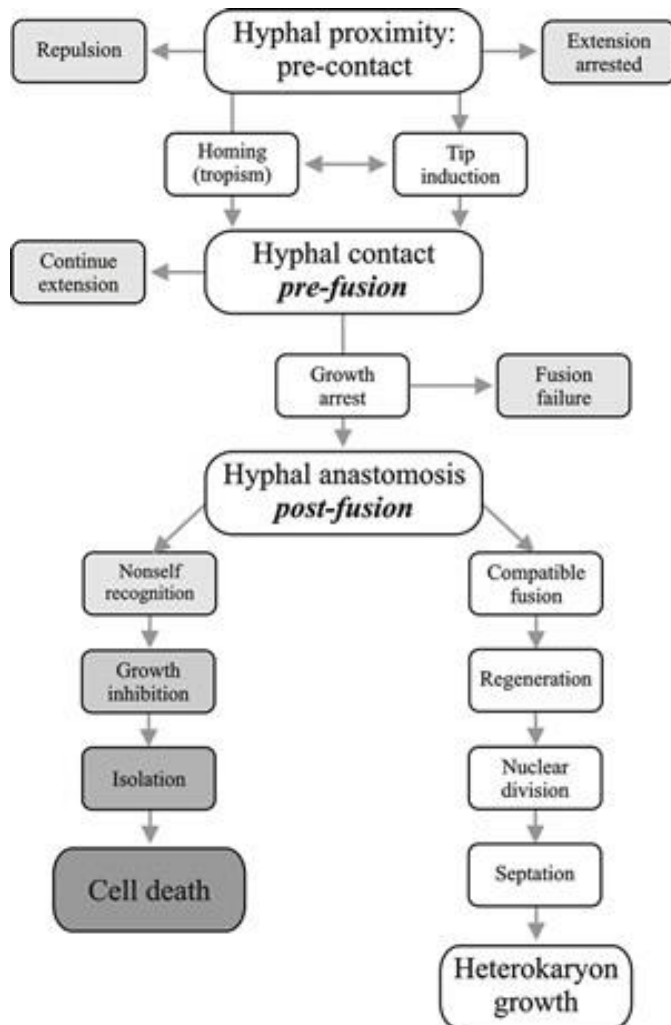 Repulsion
Hyphal proximity:
pre-contact
Extension
arrested
Homing
(tropism)
Tip
induction
Continue
extension
Hyphal contact
pre-fusion
Growth
arrest
Fusion
failure
Hyphal anastomosis
post-fusion
Nonself
recognition
Growth
inhibition
Isolation
Cell death
Compatible
fusion
Regeneration
Nuclear
division
Septation
Heterokaryon
growth